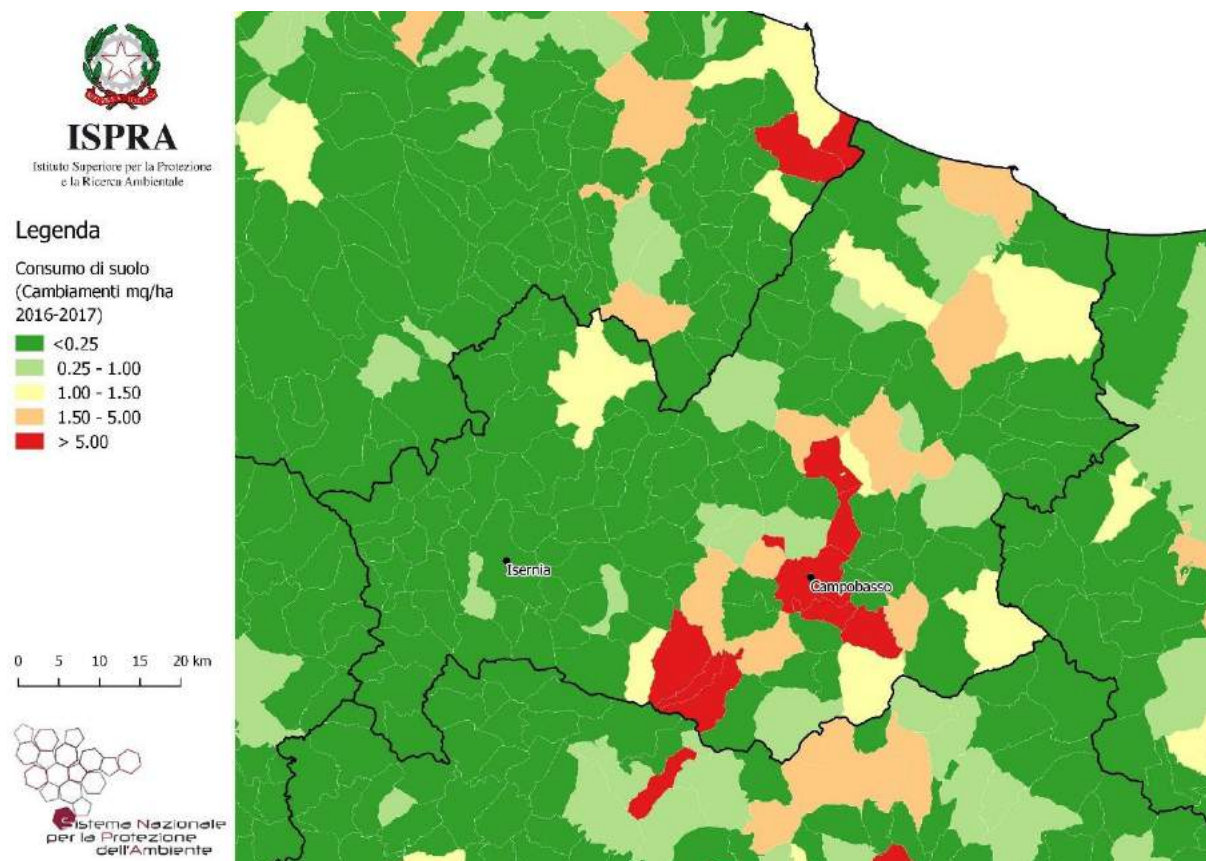 ISPRA
Istituto Superiore per la Protezione
e la Ricerca Ambientale
Legenda
Consumo di suolo
(Cambiamenti mq/ha
2016-2017)
<0.25
0.25 - 1.00
1.00 - 1.50
1.50 - 5.00
> 5.00
0 5 10 15 20 km
Sistema Nazionale
per la Protezione
dell'Ambiente
Isernia
Campobasso